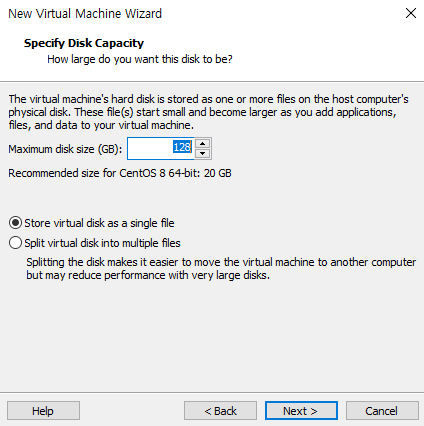 New Virtual Machine Wizard
Specify Disk Capacity
How large do you want this disk to be?
The virtual machine's hard disk is stored as one or more files on the host computer's
physical disk. These file(s) start small and become larger as you add applications,
files, and data to your virtual machine.
Maximum disk size (GB): 128
Recommended size for CentOS 8 64-bit: 20 GB
Store virtual disk as a single file
Split virtual disk into multiple files
Splitting the disk makes it easier to move the virtual machine to another computer
but may reduce performance with very large disks.
Help < Back Next > Cancel